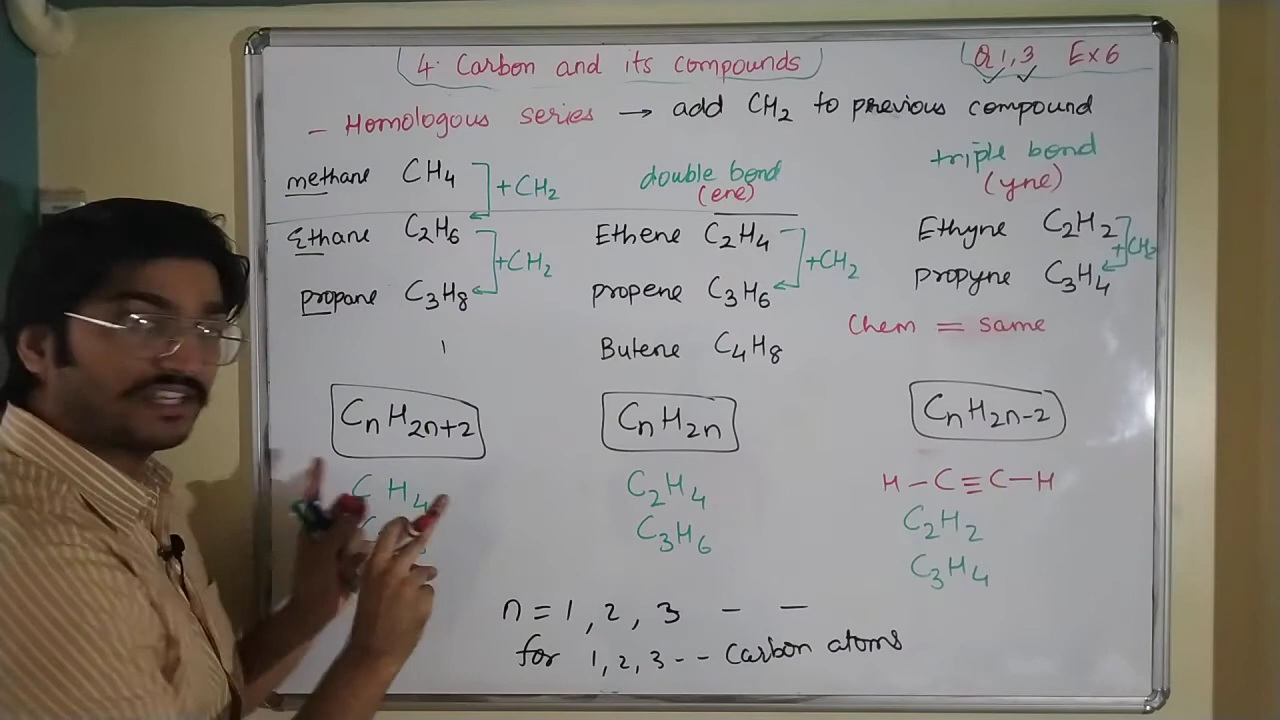 4. Carbon and its compounds
Q 1,3 Ex 6
- Homologous series → add CH2 to previous compound
methane CH4
+CH2
Ethane C2H6
+CH2
propane C3H8
double bond
(ene)
Ethene C2H4
+CH2
propene C3H6
Butene C4H8
triple bond
(yne)
Ethyne C2H2
+CH2
propyne C3H4
Chem = same
CnH2n+2
CH4
CnH2n
C2H4
C3H6
CnH2n-2
H-C≡C-H
C2H2
C3H4
n = 1, 2, 3 - -
for 1, 2, 3 -- Carbon atoms